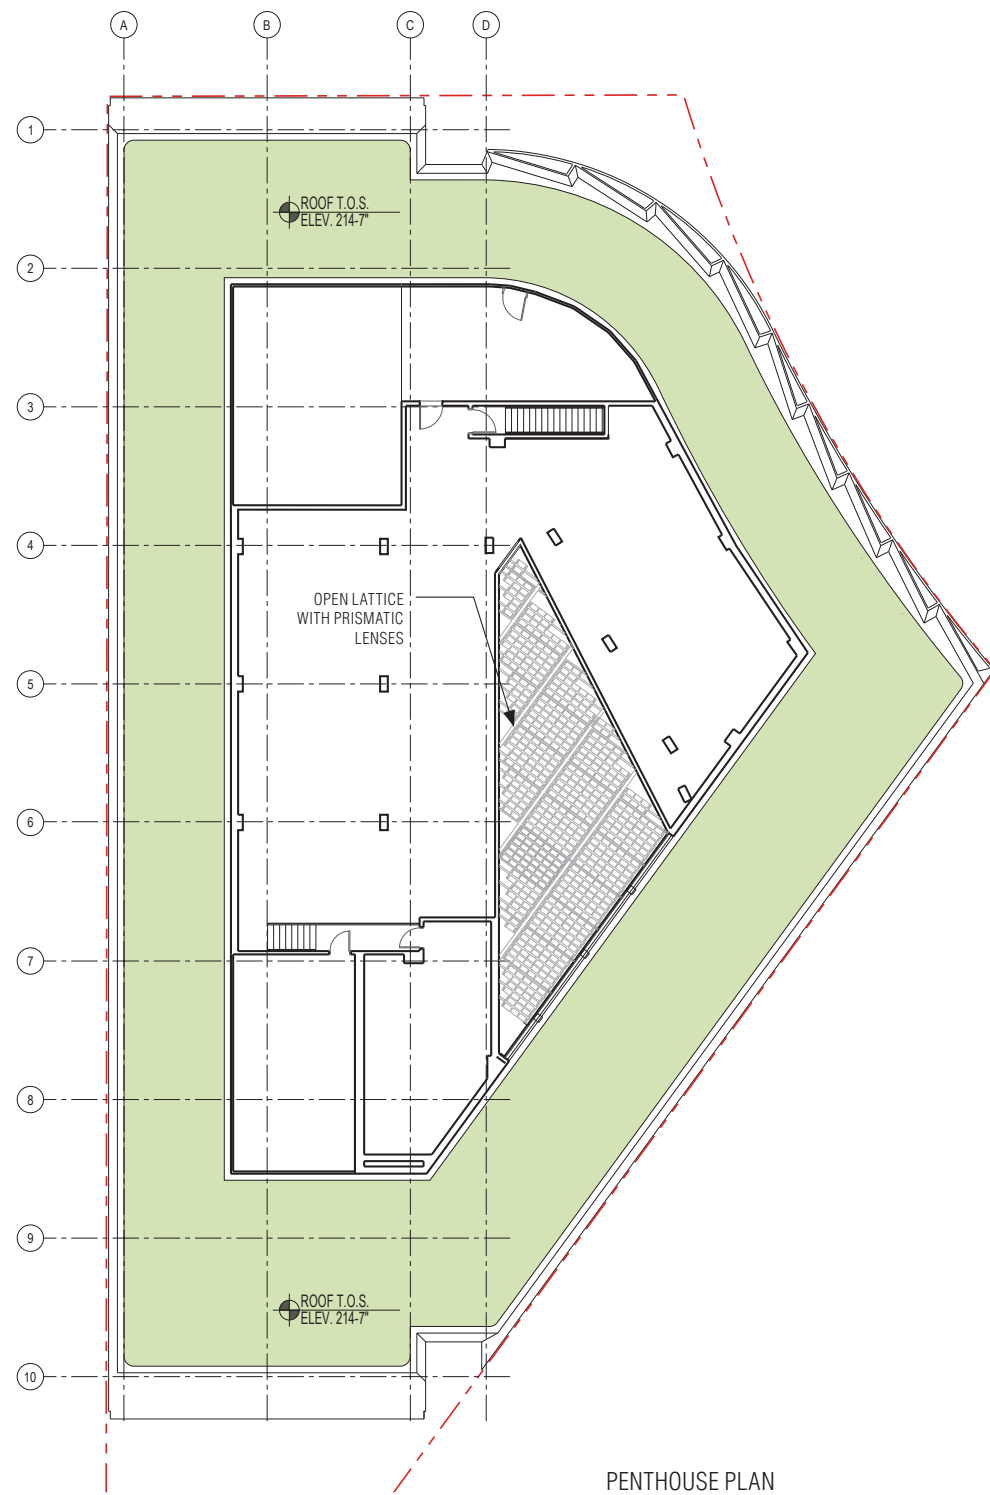 A
B
C
D
1
ROOF T.O.S.
ELEV. 214-7"
2
3
4
OPEN LATTICE
WITH PRISMATIC
LENSES
5
6
7
8
9
ROOF T.O.S.
ELEV. 214-7"
10
PENTHOUSE PLAN